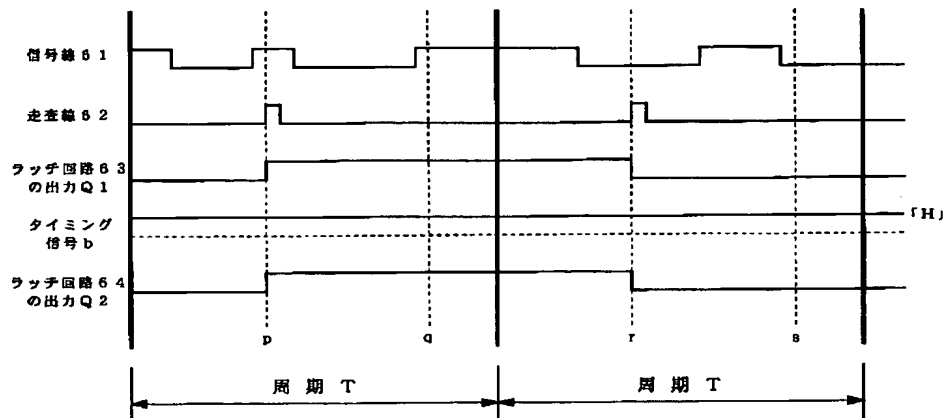 信号線61
走査線62
ラッチ回路63
の出力Q1
タイミング
信号b
「H」
ラッチ回路64
の出力Q2
p
q
r
s
周期T
周期T